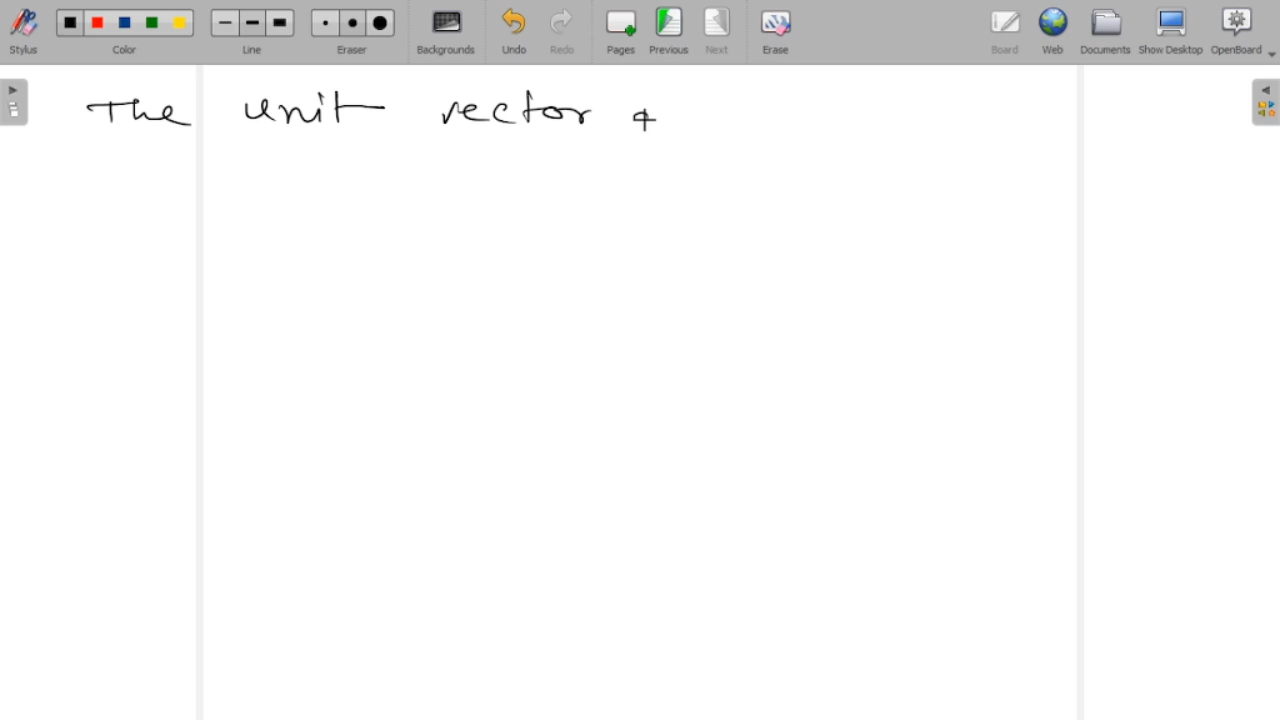 Stylus Color Line Eraser Backgrounds Undo Redo Pages Previous Next Erase Board Web Documents Show Desktop OpenBoard
The unit vector